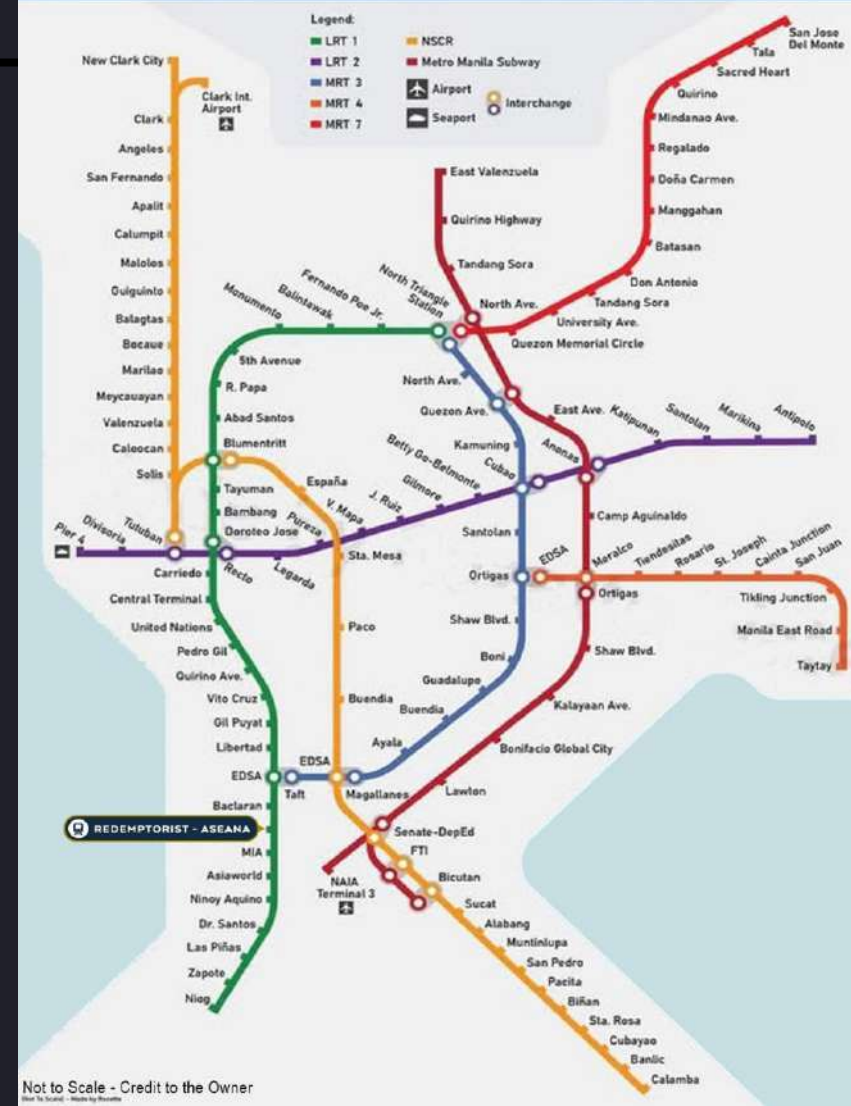 Legend:
LRT 1
LRT 2
MRT 3
MRT 4
MRT 7
NSCR
Metro Manila Subway
Airport
Seaport
Interchange
New Clark City
Clark Int.
Airport
Clark
Angeles
San Fernando
Apalit
Calumpit
Malolos
Guiguinto
Balagtas
Bocaue
Marilao
Meycauayan
Valenzuela
Caloocan
Solis
San Jose
Del Monte
Tala
Sacred Heart
Quirino
Mindanao Ave.
Regalado
Doña Carmen
Manggahan
Batasan
Don Antonio
Tandang Sora
University Ave.
Quezon Memorial Circle
East Valenzuela
Quirino Highway
Tandang Sora
North Ave.
North Triangle
Station
Fernando Poe Jr.
Balintawak
Monumento
5th Avenue
R. Papa
Abad Santos
Blumentritt
Tayuman
Bambang
Doroteo Jose
España
North Ave.
Quezon Ave.
Kamuning
East Ave.
Anonas
Katipunan
Santolan
Marikina
Antipolo
Cubao
Betty Go-Belmonte
Gilmore
J. Ruiz
V. Mapa
Pureza
Legarda
Recto
Tutuban
Divisoria
Pier 4
Carriedo
Central Terminal
United Nations
Pedro Gil
Quirino Ave.
Vito Cruz
Gil Puyat
Libertad
EDSA
Taft
Baclaran
REDEMPTORIST - ASEANA
MIA
Asiaworld
Ninoy Aquino
Dr. Santos
Las Piñas
Zapote
Niog
Sta. Mesa
Paco
Buendia
EDSA
Magallanes
Santolan
Ortigas
Shaw Blvd.
Boni
Guadalupe
Buendia
Ayala
Camp Aguinaldo
EDSA
Meralco
Tiendesitas
Rosario
St. Joseph
Cainta Junction
San Juan
Tikling Junction
Manila East Road
Taytay
Ortigas
Shaw Blvd.
Kalayaan Ave.
Bonifacio Global City
Lawton
Senate-DepEd
NAIA
Terminal 3
FTI
Bicutan
Sucat
Alabang
Muntinlupa
San Pedro
Pacita
Biñan
Sta. Rosa
Cubayao
Banlic
Calamba
Not to Scale - Credit to the Owner